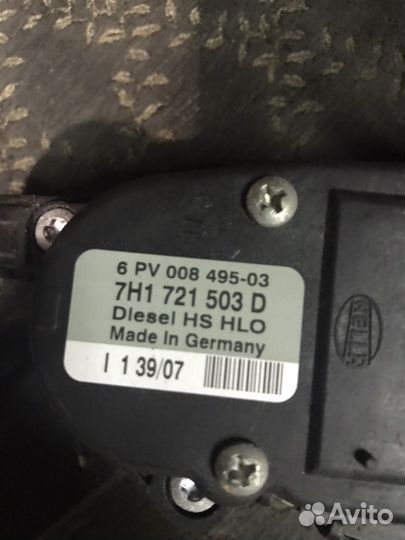 6 PV 008 495-03
7H1 721 503 D
Diesel HS HLO
Made in Germany
I 1 39/07
HELLA
Avito